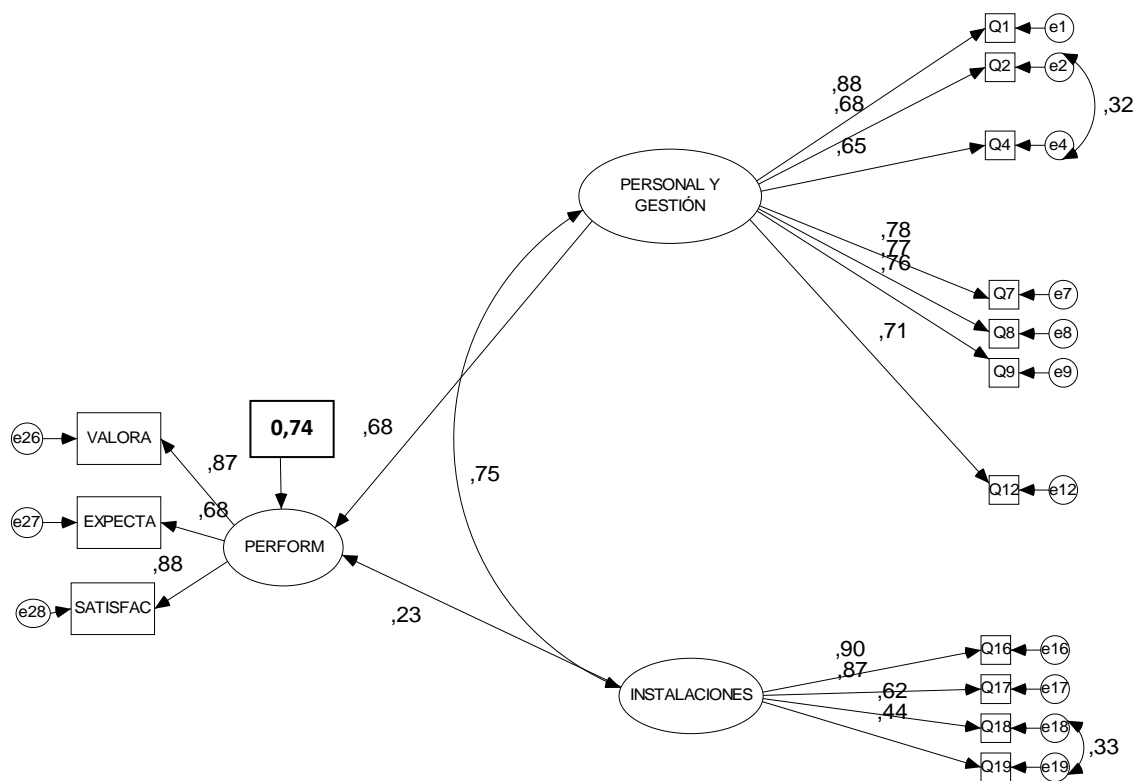 Q1
e1
Q2
e2
,88
,68
,32
Q4
e4
,65
PERSONAL Y
GESTIÓN
,78
,77
,76
Q7
e7
Q8
e8
,71
Q9
e9
0,74
,68
e26
VALORA
,87
,75
Q12
e12
e27
EXPECTA
,68
PERFORM
,88
e28
SATISFAC
,23
,90
Q16
e16
,87
INSTALACIONES
,62
Q17
e17
,44
Q18
e18
,33
Q19
e19